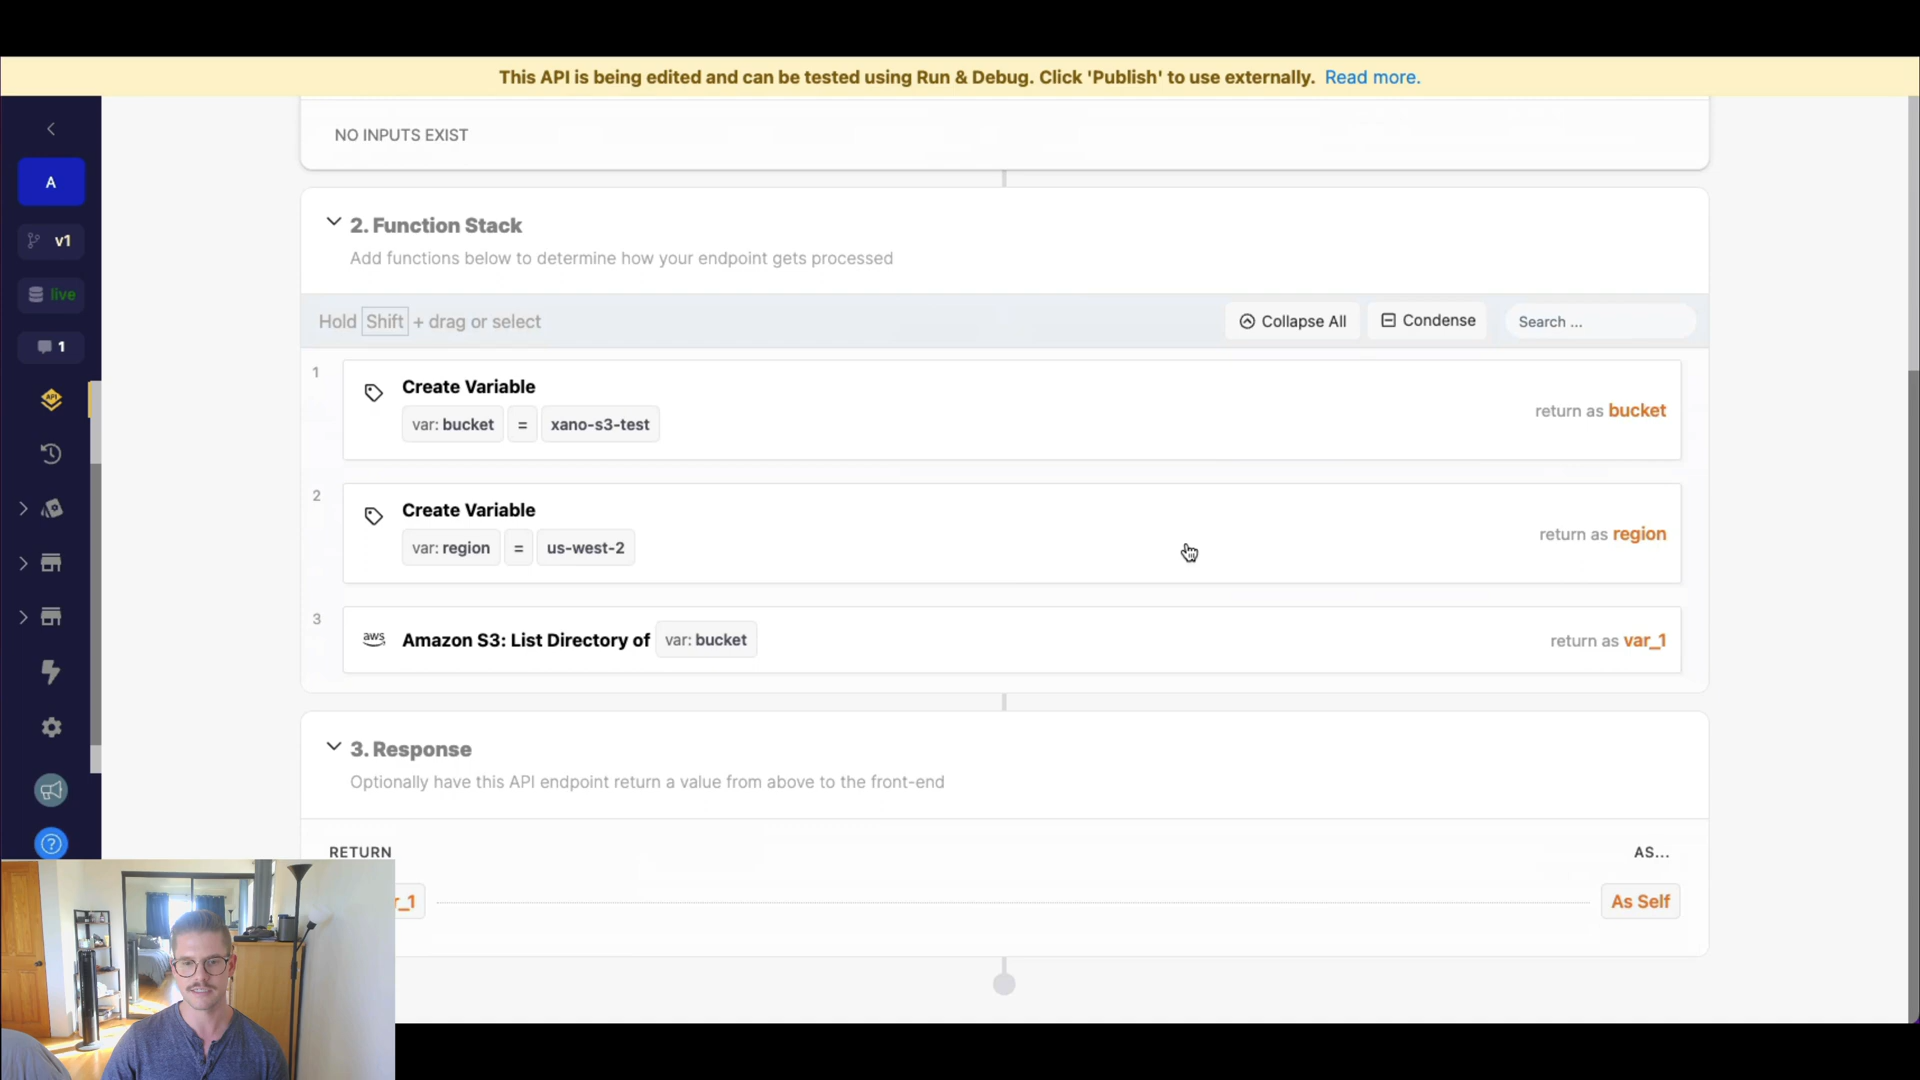 This API is being edited and can be tested using Run & Debug. Click 'Publish' to use externally. Read more.
A
v1
live
1
NO INPUTS EXIST
2. Function Stack
Add functions below to determine how your endpoint gets processed
Hold Shift + drag or select
Collapse All
Condense
Search ...
1
Create Variable
var: bucket = xano-s3-test
return as bucket
2
Create Variable
var: region = us-west-2
return as region
3
aws Amazon S3: List Directory of var: bucket
return as var_1
3. Response
Optionally have this API endpoint return a value from above to the front-end
RETURN
AS...
r_1
As Self
API
?